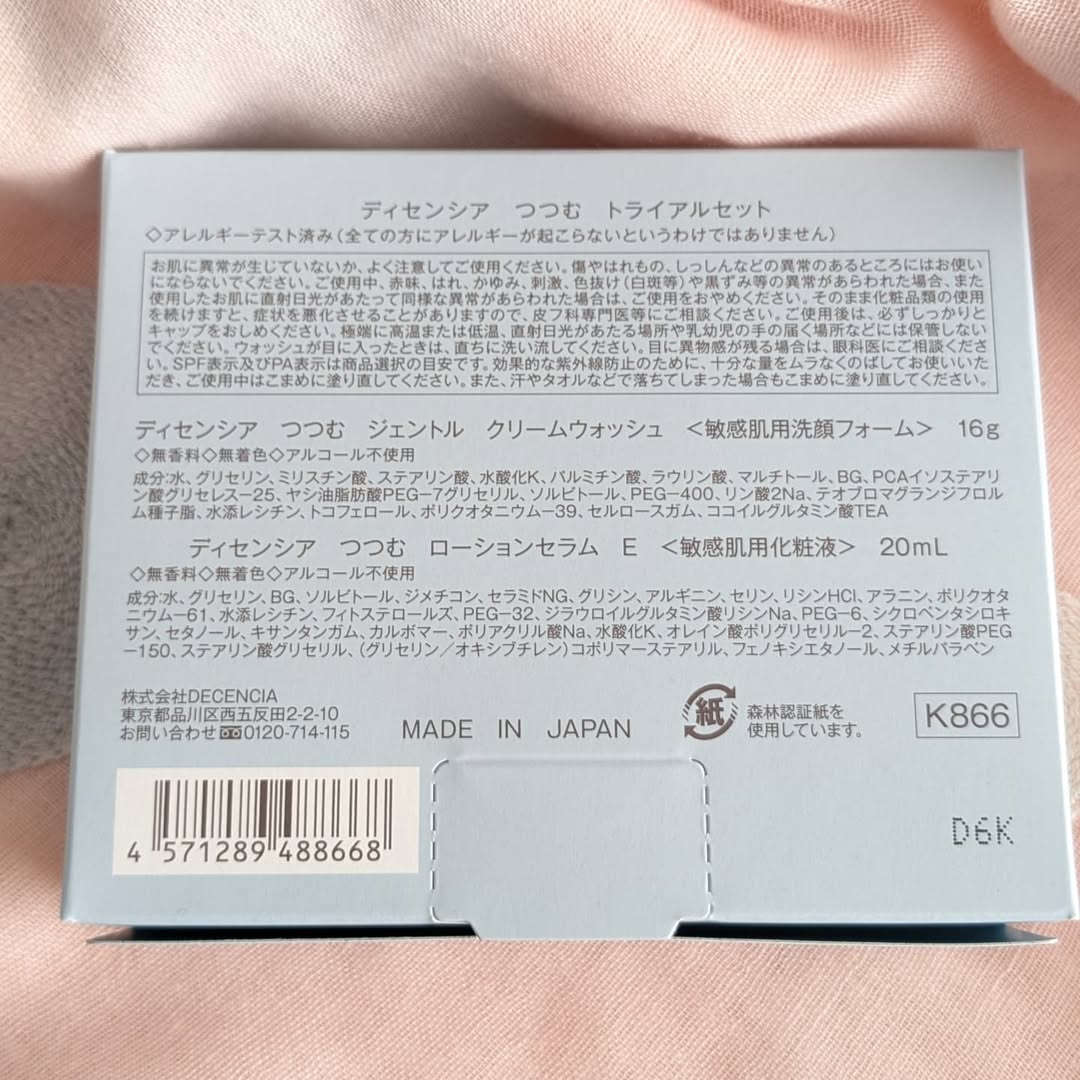 ディセンシア つつむ トライアルセット
◇アレルギーテスト済み(全ての方にアレルギーが起こらないというわけではありません)
お肌に異常が生じていないか、よく注意してご使用ください。傷やはれもの、しっしんなどの異常のあるところにはお使い
にならないでください。ご使用中、赤味、はれ、かゆみ、刺激、色抜け(白斑等)や黒ずみ等の異常があらわれた場合、また
使用したお肌に直射日光があたって同様な異常があらわれた場合は、ご使用をおやめください。そのまま化粧品類の使用
を続けますと、症状を悪化させることがありますので、皮フ科専門医等にご相談ください。ご使用後は、必ずしっかりと
キャップをおしめください。極端に高温または低温、直射日光があたる場所や乳幼児の手の届く場所などには保管しない
でください。ウォッシュが目に入ったときは、直ちに洗い流してください。目に異物感が残る場合は、眼科医にご相談くださ
い。SPF表示及びPA表示は商品選択の目安です。効果的な紫外線防止のために、十分な量をムラなくのばしてお使いいた
だき、ご使用中はこまめに塗り直してください。また、汗やタオルなどで落ちてしまった場合もこまめに塗り直してください。
ディセンシア つつむ ジェントル クリームウォッシュ <敏感肌用洗顔フォーム> 16g
◇無香料◇無着色◇アルコール不使用
成分:水、グリセリン、ミリスチン酸、ステアリン酸、水酸化K、パルミチン酸、ラウリン酸、マルチトール、BG、PCAイソステアリ
ン酸グリセレス-25、ヤシ油脂肪酸PEG-7グリセリル、ソルビトール、PEG-400、リン酸2Na、テオブロマグランジフロル
ム種子脂、水添レシチン、トコフェロール、ポリクオタニウム-39、セルロースガム、ココイルグルタミン酸TEA
ディセンシア つつむ ローションセラム E <敏感肌用化粧液> 20mL
◇無香料◇無着色◇アルコール不使用
成分:水、グリセリン、BG、ソルビトール、ジメチコン、セラミドNG、グリシン、アルギニン、セリン、リシンHCl、アラニン、ポリクオタ
ニウム-61、水添レシチン、フィトステロールズ、PEG-32、ジラウロイルグルタミン酸リシンNa、PEG-6、シクロペンタシロキ
サン、セタノール、キサンタンガム、カルボマー、ポリアクリル酸Na、水酸化K、オレイン酸ポリグリセリル-2、ステアリン酸PEG
-150、ステアリン酸グリセリル、(グリセリン/オキシブチレン)コポリマーステアリル、フェノキシエタノール、メチルパラベン
株式会社DECENCIA
東京都品川区西五反田2-2-10
お問い合わせ 0120-714-115
MADE IN JAPAN
紙
森林認証紙を
使用しています。
K866
4 571289 488668
D6K